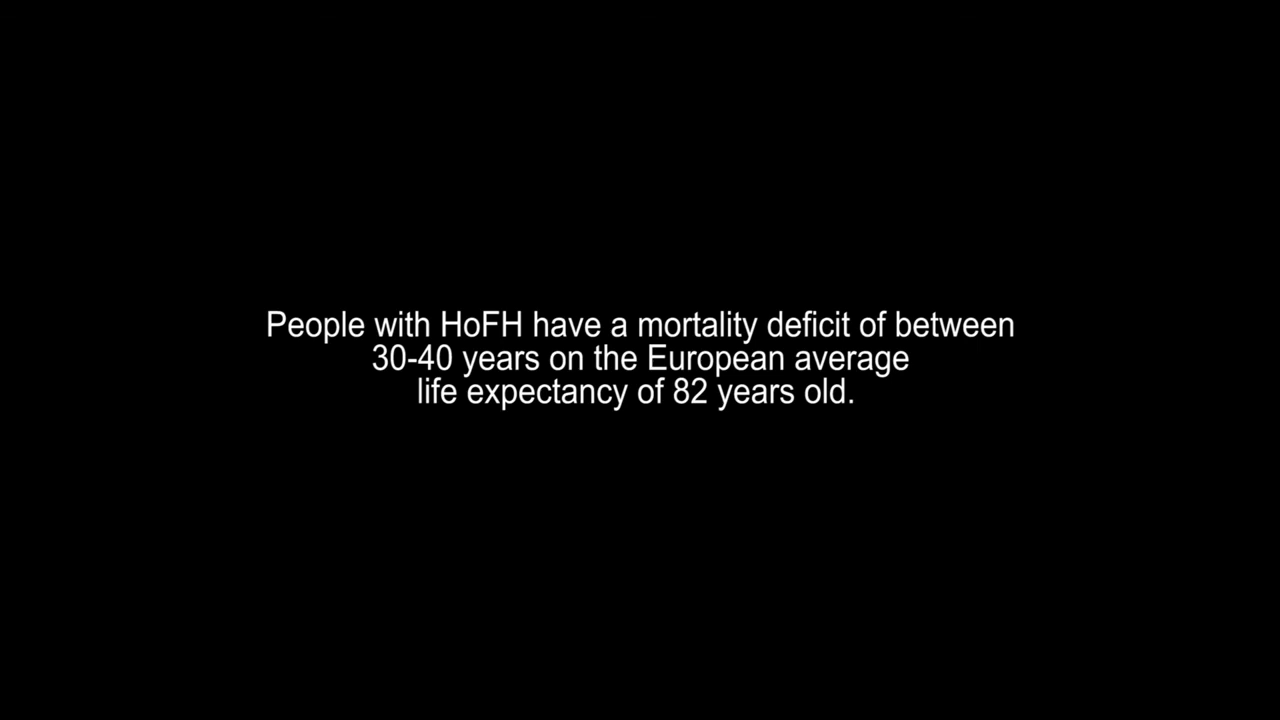 People with HoFH have a mortality deficit of between
30-40 years on the European average
life expectancy of 82 years old.